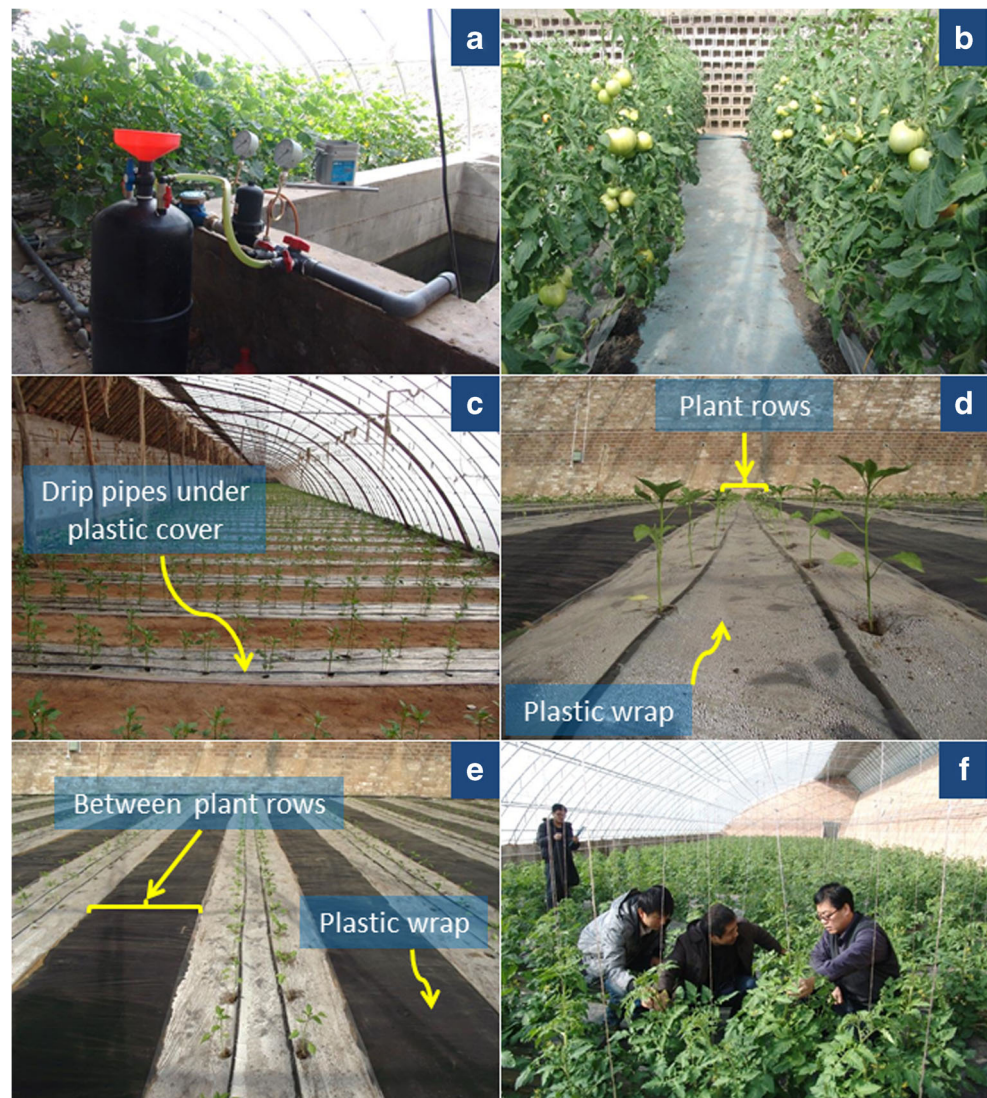 a
b
c
Drip pipes under
plastic cover
d
Plant rows
Plastic wrap
e
Between plant rows
Plastic wrap
f